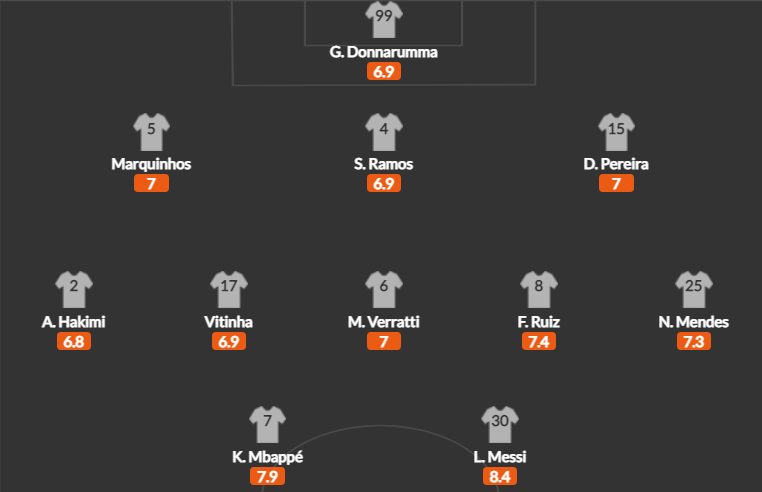 99
G. Donnarumma
6.9
5 4 15
Marquinhos S. Ramos D. Pereira
7 6.9 7
2 17 6 8 25
A. Hakimi Vitinha M. Verratti F. Ruiz N. Mendes
6.8 6.9 7 7.4 7.3
7 30
K. Mbappé L. Messi
7.9 8.4